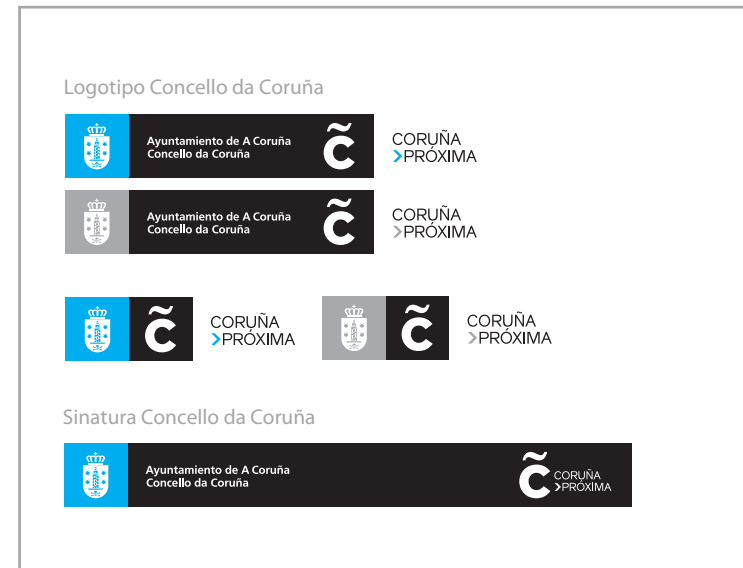 Logotipo Concello da Coruña
Ayuntamiento de A Coruña
Concello da Coruña
c̃
CORUÑA
>PRÓXIMA
Ayuntamiento de A Coruña
Concello da Coruña
c̃
CORUÑA
>PRÓXIMA
c̃
CORUÑA
>PRÓXIMA
c̃
CORUÑA
>PRÓXIMA
Sinatura Concello da Coruña
Ayuntamiento de A Coruña
Concello da Coruña
c̃
CORUÑA
>PRÓXIMA